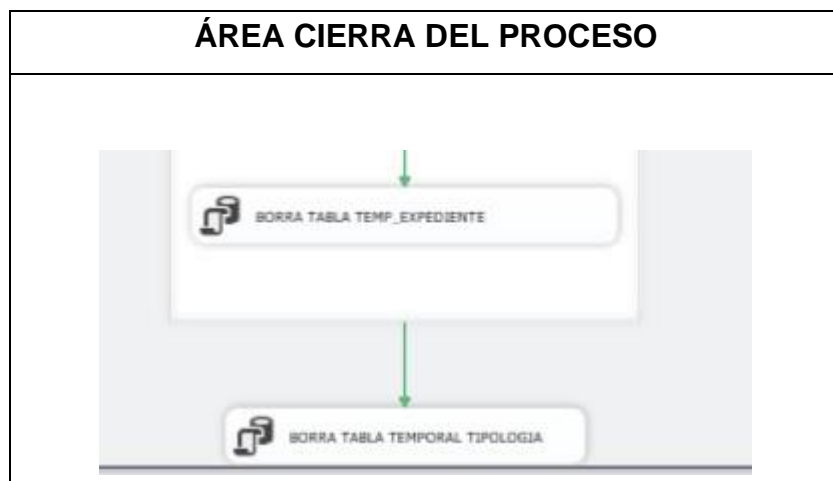 ÁREA CIERRA DEL PROCESO
BORRA TABLA TEMP_EXPEDIENTE
BORRA TABLA TEMPORAL TIPOLOGIA